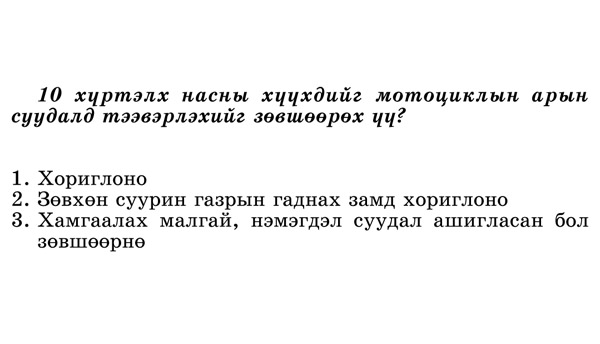 10 хүртэлх насны хүүхдийг мотоциклын арын
суудалд тээвэрлэхийг зөвшөөрөх үү?
1. Хориглоно
2. Зөвхөн суурин газрын гаднах замд хориглоно
3. Хамгаалах малгай, нэмэгдэл суудал ашигласан бол
зөвшөөрнө